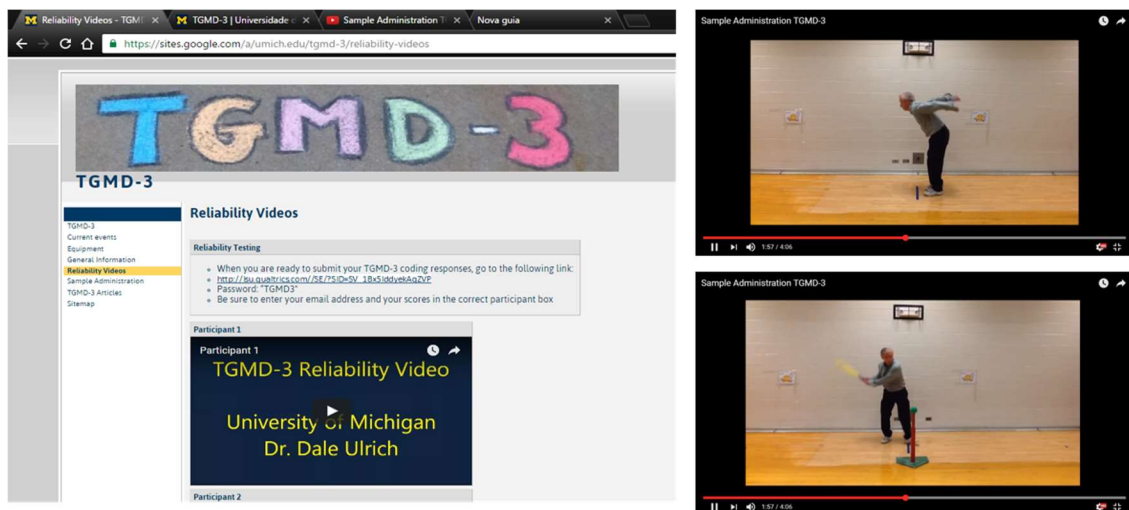 Reliability Videos - TGM
TGMD-3 | Universidade
Sample Administration T
Nova guia
https://sites.google.com/a/umich.edu/tgmd-3/reliability-videos
TGMD-3
TGMD-3
TGMD-3
Current events
Equipment
General Information
Reliability Videos
Sample Administration
TGMD-3 Articles
Sitemap
Reliability Videos
Reliability Testing
When you are ready to submit your TGMD-3 coding responses, go to the following link:
Password: "TGMD3"
Be sure to enter your email address and your scores in the correct participant box
Participant 1
Participant 1
TGMD-3 Reliability Video
University of Michigan
Dr. Dale Ulrich
Participant 2
Sample Administration TGMD-3
1:57 / 4:06
Sample Administration TGMD-3
1:57 / 4:06